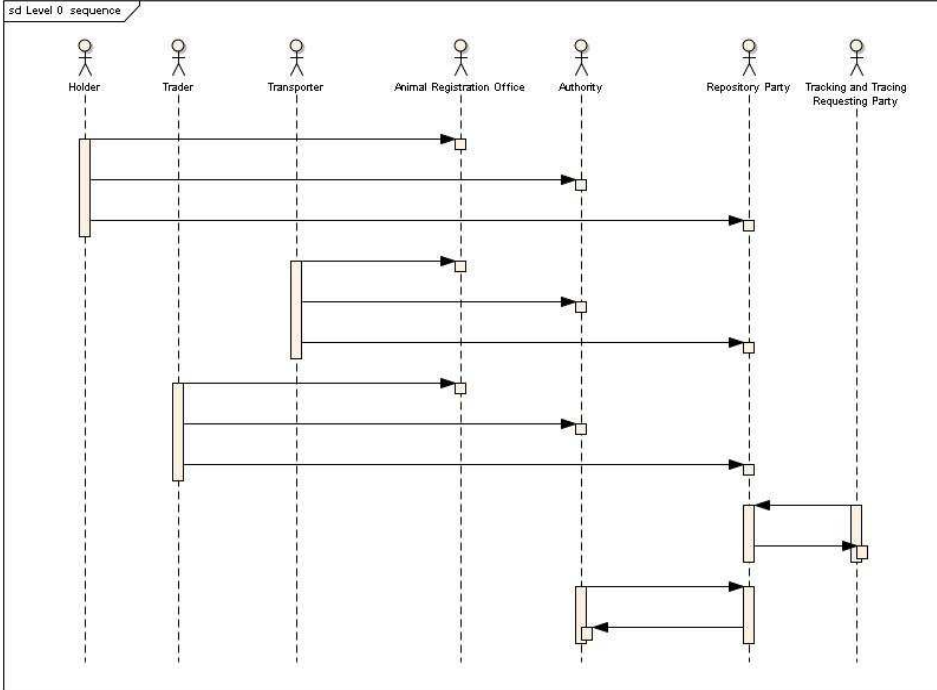 sd Level 0 sequence
Holder
Trader
Transporter
Animal Registration Office
Authority
Repository Party
Tracking and Tracing
Requesting Party